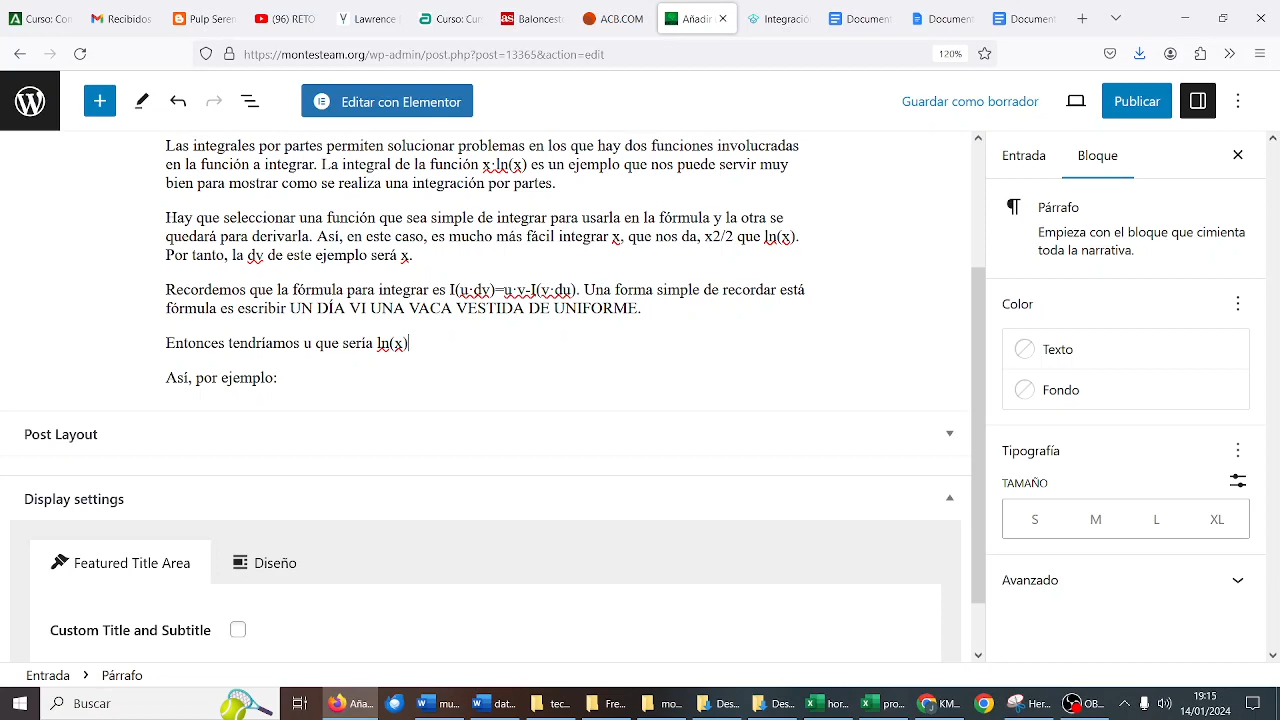 Curso: Cor
Recibidos
Pulp Seren
(96) BTO
Lawrence
Curso: Cur
Baloncest
ACB.COM
Añadir
Integración
Document
Document
Document
https://montesteam.org/wp-admin/post.php?post=13365&action=edit
120%
Editar con Elementor
Guardar como borrador
Publicar
Las integrales por partes permiten solucionar problemas en los que hay dos funciones involucradas
en la función a integrar. La integral de la función x·ln(x) es un ejemplo que nos puede servir muy
bien para mostrar como se realiza una integración por partes.
Hay que seleccionar una función que sea simple de integrar para usarla en la fórmula y la otra se
quedará para derivarla. Así, en este caso, es mucho más fácil integrar x, que nos da, x2/2 que ln(x).
Por tanto, la dv de este ejemplo será x.
Recordemos que la fórmula para integrar es I(u·dv)=u·v-I(v·du). Una forma simple de recordar está
fórmula es escribir UN DÍA VI UNA VACA VESTIDA DE UNIFORME.
Entonces tendríamos u que sería ln(x)
Así, por ejemplo:
Post Layout
Display settings
Featured Title Area
Diseño
Custom Title and Subtitle
Entrada
Bloque
Párrafo
Empieza con el bloque que cimienta
toda la narrativa.
Color
Texto
Fondo
Tipografía
TAMAÑO
S M L XL
Avanzado
Entrada
Párrafo
Buscar
Aña...
mu...
dat...
Fre...
mo...
Des...
Des...
hor...
pro...
KM...
Her...
OB...
19:15
14/01/2024